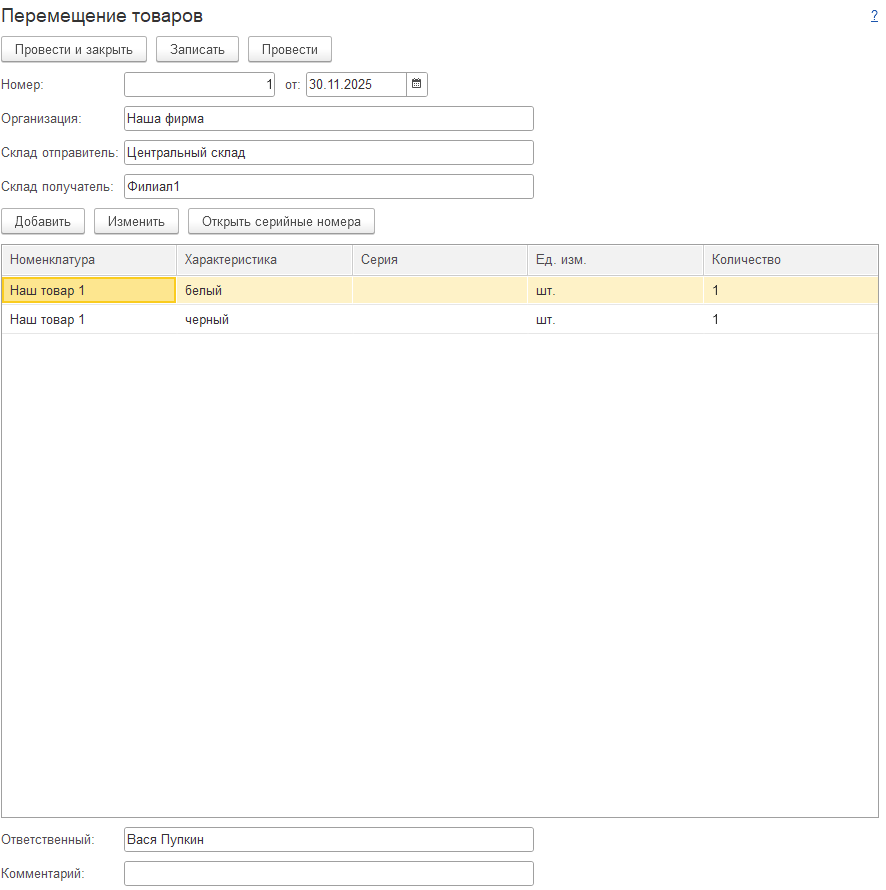 Перемещение товаров ?
Провести и закрыть Записать Провести
Номер: 1 от: 30.11.2025
Организация: Наша фирма
Склад отправитель: Центральный склад
Склад получатель: Филиал1
Добавить Изменить Открыть серийные номера
Номенклатура Характеристика Серия Ед. изм. Количество
Наш товар 1 белый шт. 1
Наш товар 1 черный шт. 1
Ответственный: Вася Пупкин
Комментарий: